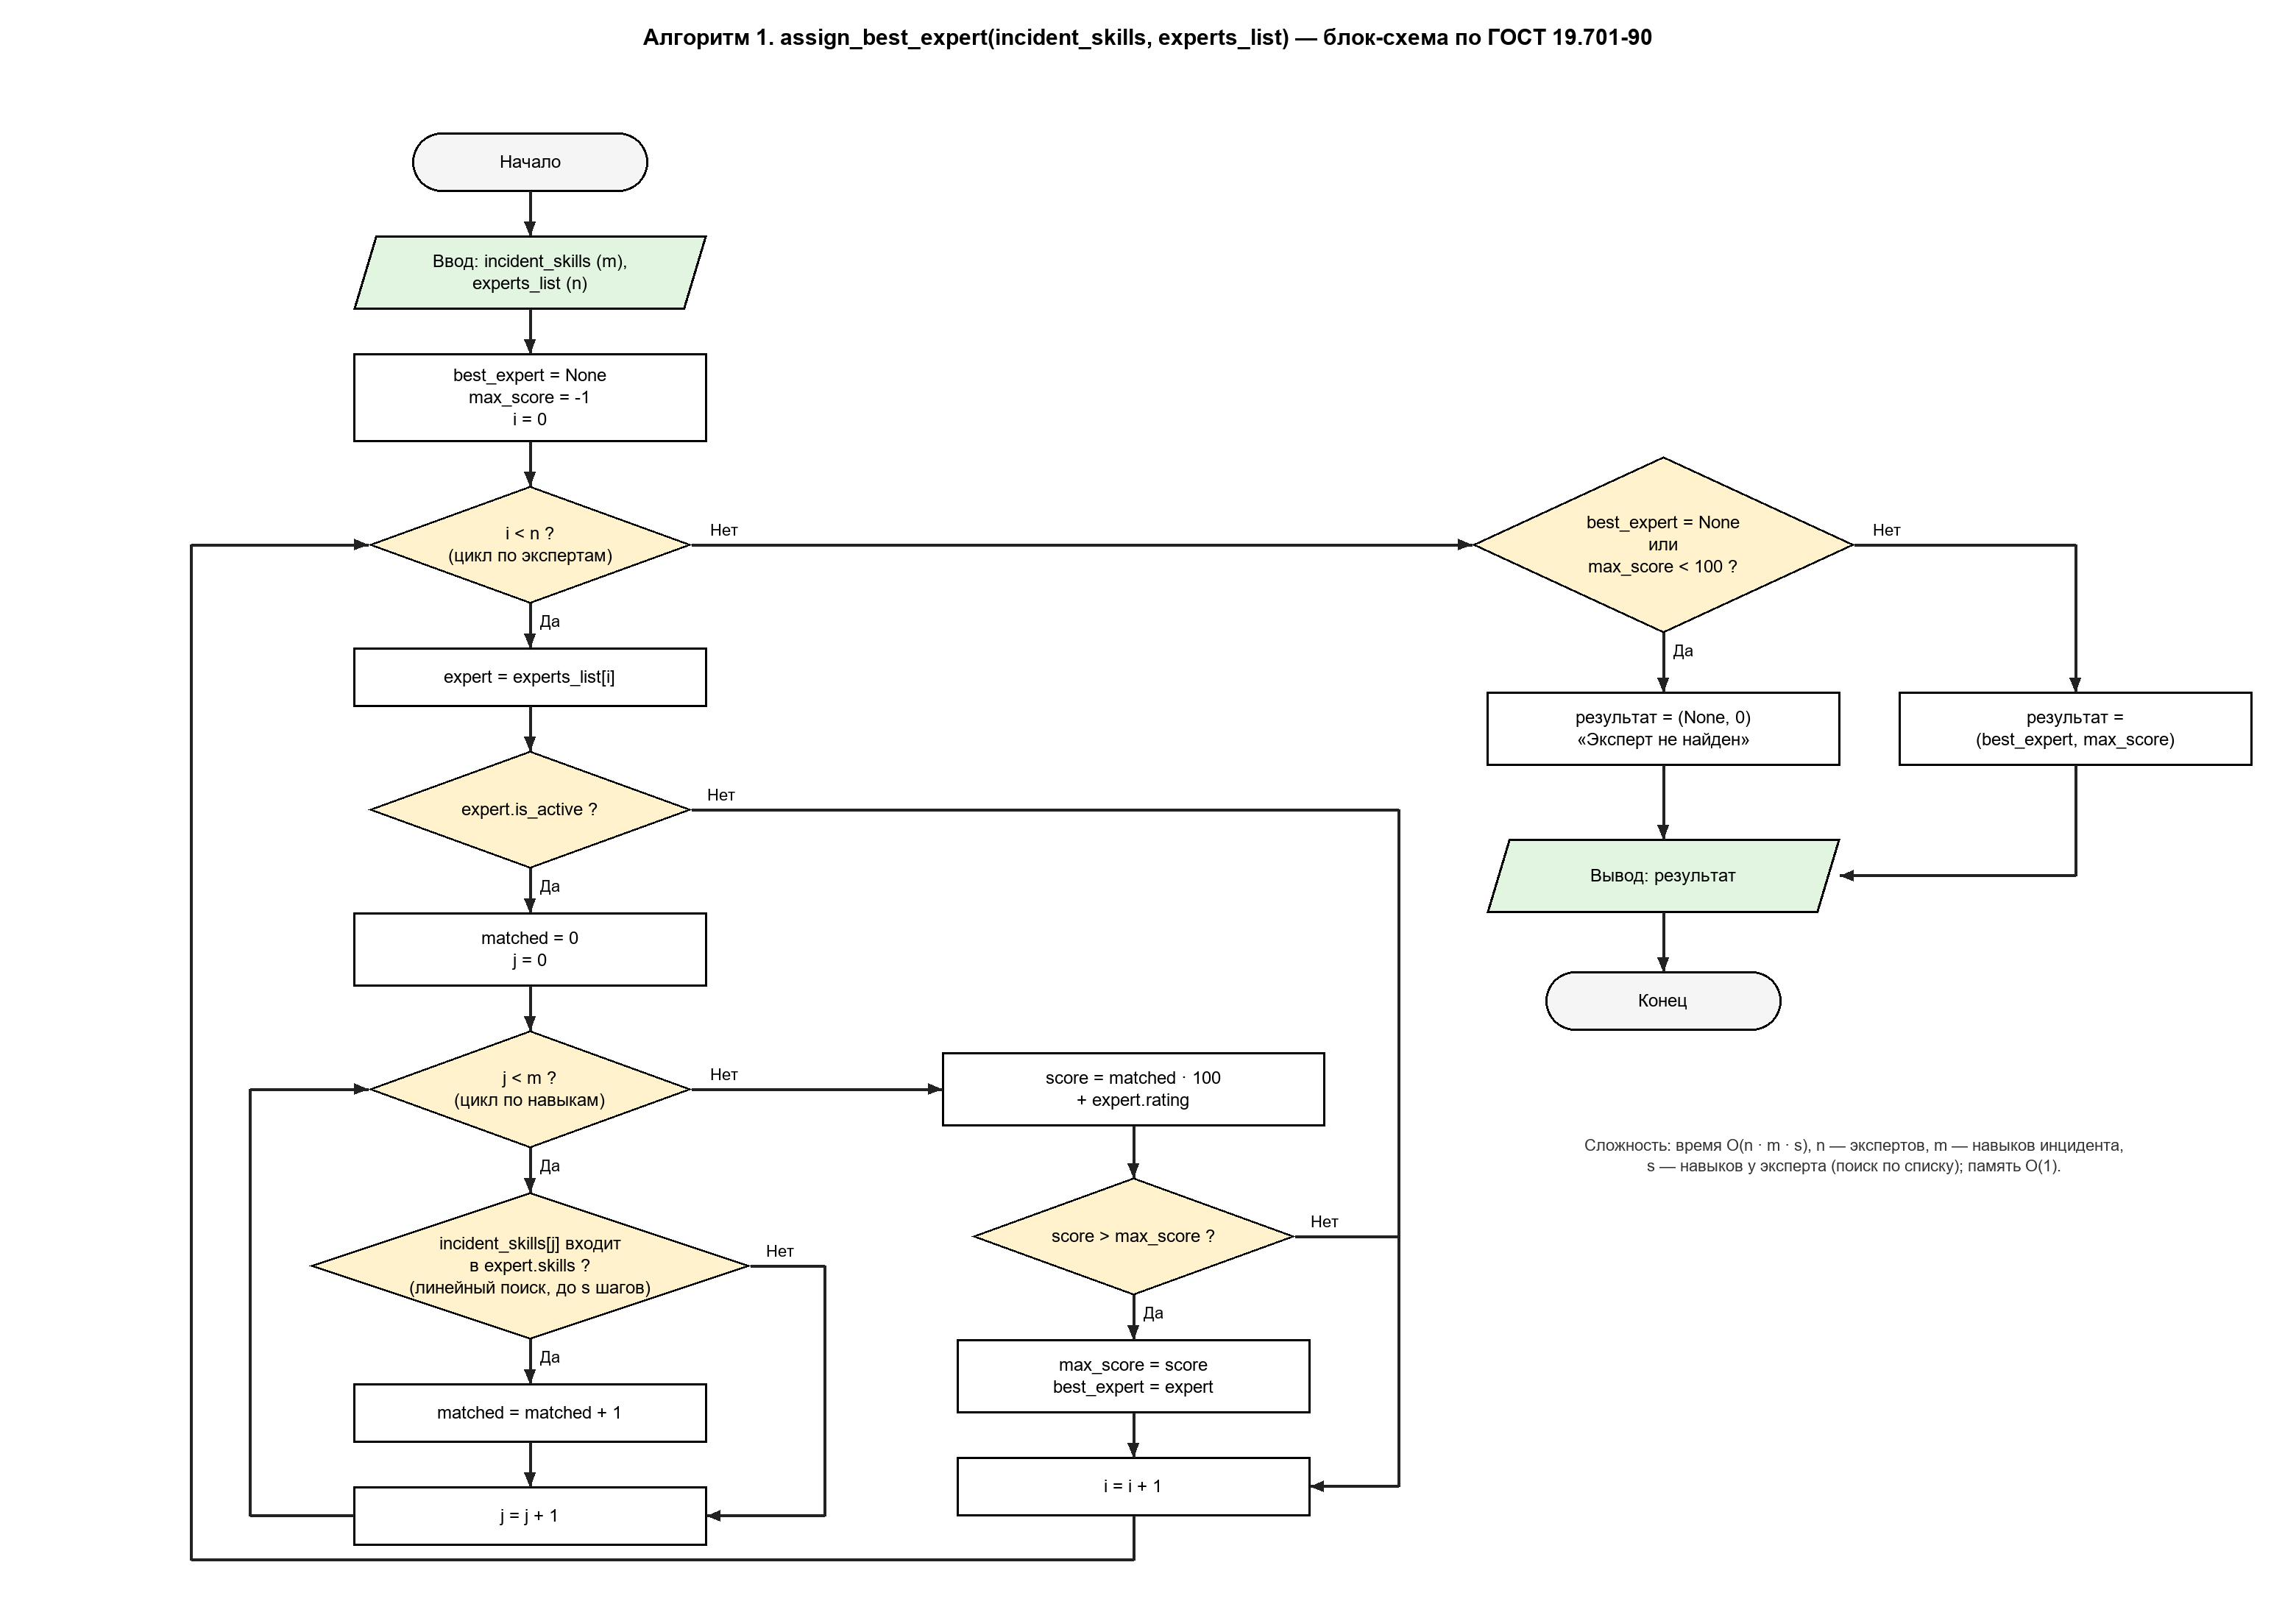 Алгоритм 1. assign_best_expert(incident_skills, experts_list) — блок-схема по ГОСТ 19.701-90
Начало
Ввод: incident_skills (m),
experts_list (n)
best_expert = None
max_score = -1
i = 0
i < n ?
(цикл по экспертам)
Нет
Да
expert = experts_list[i]
expert.is_active ?
Нет
Да
matched = 0
j = 0
j < m ?
(цикл по навыкам)
Нет
Да
incident_skills[j] входит
в expert.skills ?
(линейный поиск, до s шагов)
Нет
Да
matched = matched + 1
j = j + 1
score = matched · 100
+ expert.rating
score > max_score ?
Нет
Да
max_score = score
best_expert = expert
i = i + 1
best_expert = None
или
max_score < 100 ?
Нет
Да
результат = (None, 0)
«Эксперт не найден»
результат =
(best_expert, max_score)
Вывод: результат
Конец
Сложность: время O(n · m · s), n — экспертов, m — навыков инцидента,
s — навыков у эксперта (поиск по списку); память O(1).